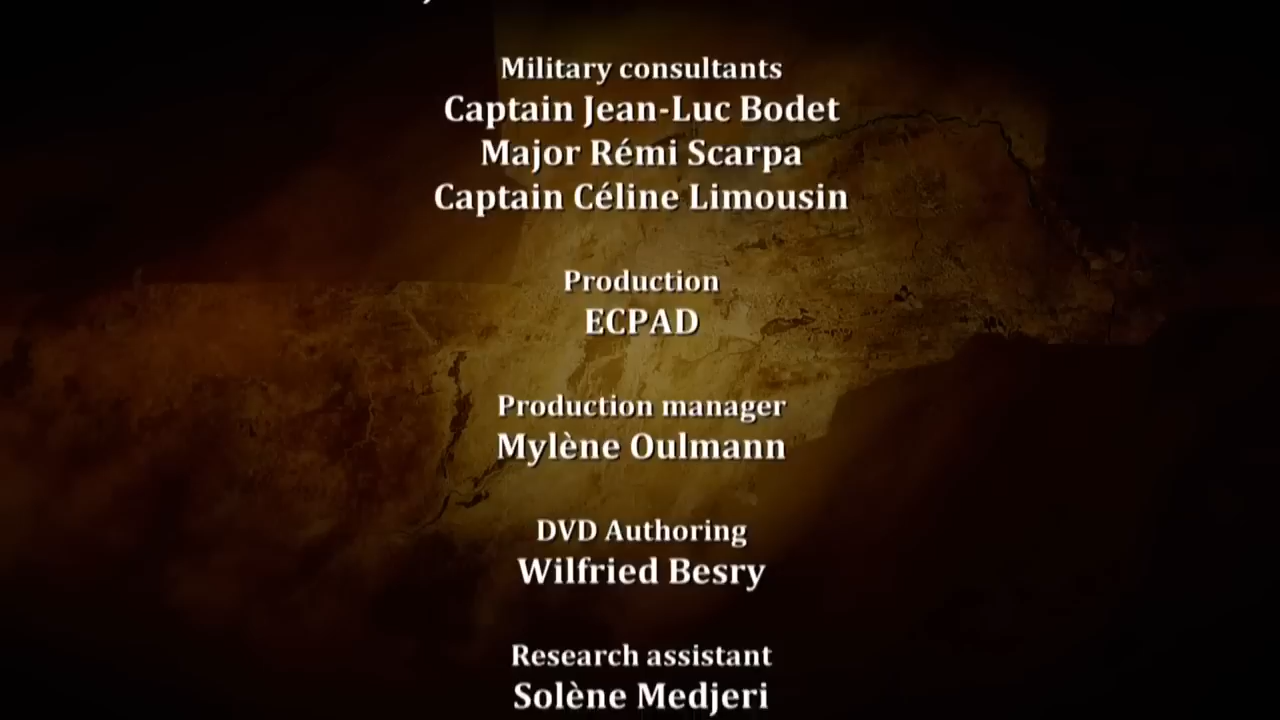 Military consultants
Captain Jean-Luc Bodet
Major Rémi Scarpa
Captain Céline Limousin
Production
ECPAD
Production manager
Mylène Oulmann
DVD Authoring
Wilfried Besry
Research assistant
Solène Medjeri